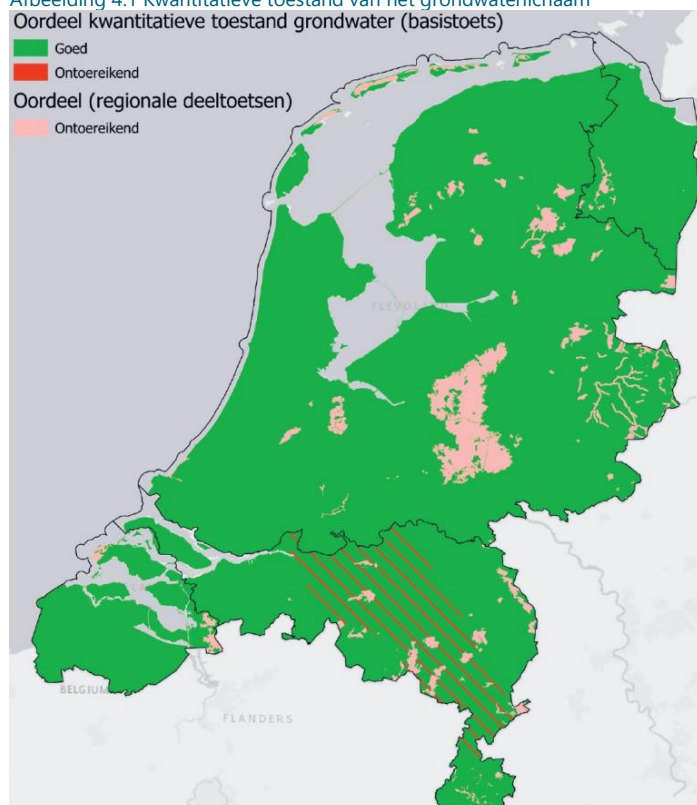 Afbeelding 4.1 Kwantitatieve toestand van het grondwaterlichaam
Oordeel kwantitatieve toestand grondwater (basistoets)
Goed
Ontoereikend
Oordeel (regionale deeltoetsen)
Ontoereikend
BELGIUM
FLANDERS